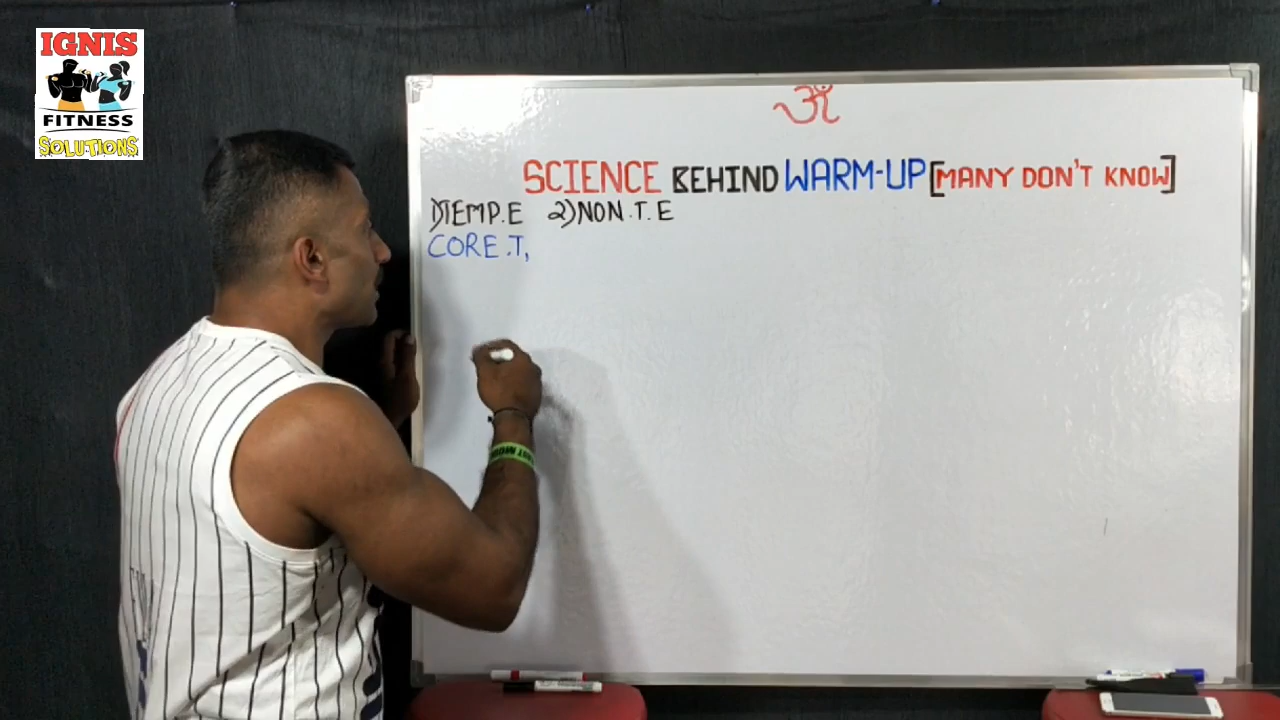 IGNIS
FITNESS
SOLUTIONS
ॐ
SCIENCE BEHIND WARM-UP [MANY DON'T KNOW]
1)TEMP.E 2)NON.T.E
CORE.T,